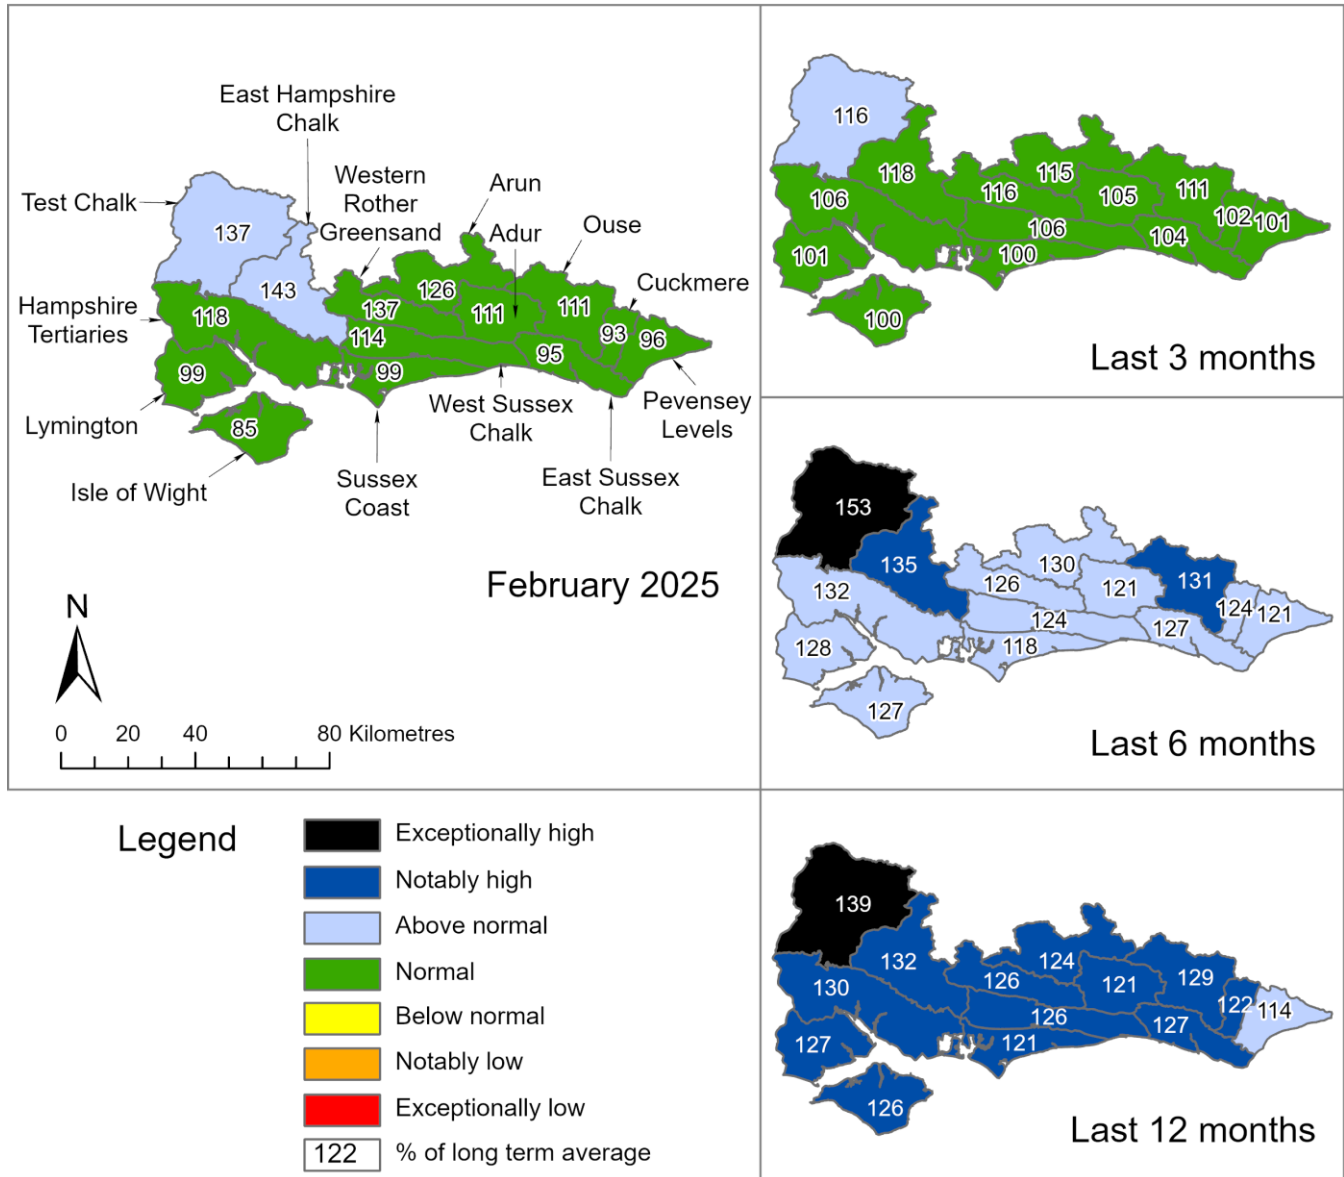 East Hampshire
Chalk
Test Chalk
Western
Rother
Greensand
Arun
Adur
Ouse
Cuckmere
Hampshire
Tertiaries
Lymington
Isle of Wight
Sussex
Coast
West Sussex
Chalk
East Sussex
Chalk
Pevensey
Levels
137
143
118
99
85
137
126
114
99
111
111
95
93
96
February 2025
N
0 20 40 80 Kilometres
116
118
106
101
100
116
115
106
100
105
111
104
102
101
Last 3 months
153
135
132
128
127
126
130
124
118
121
131
127
124
121
Last 6 months
139
132
130
127
126
126
124
126
121
121
129
127
122
114
Last 12 months
Legend
Exceptionally high
Notably high
Above normal
Normal
Below normal
Notably low
Exceptionally low
122 % of long term average